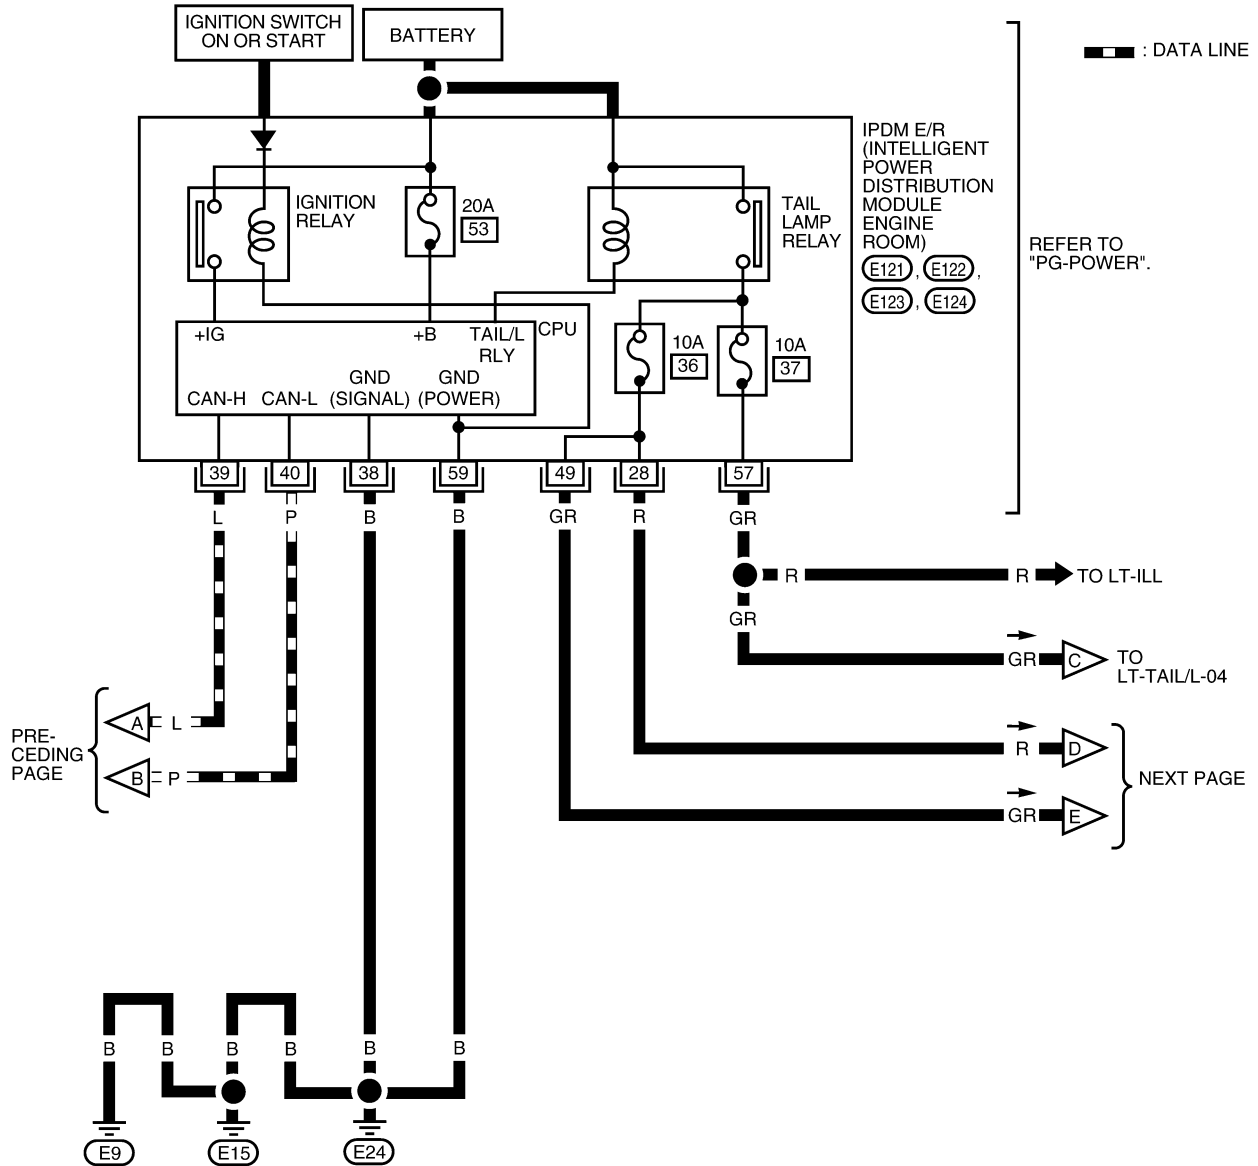 IGNITION SWITCH
ON OR START
BATTERY
: DATA LINE
IPDM E/R
(INTELLIGENT
POWER
DISTRIBUTION
MODULE
ENGINE
ROOM)
E121 , E122 ,
E123 , E124
REFER TO
"PG-POWER".
IGNITION
RELAY
20A
53
TAIL
LAMP
RELAY
+IG
+B
TAIL/L
RLY
CPU
10A
36
10A
37
CAN-H
CAN-L
GND
(SIGNAL)
GND
(POWER)
39
40
38
59
49
28
57
L
P
B
B
GR
R
GR
R
R
TO LT-ILL
GR
GR
C
TO
LT-TAIL/L-04
PRE-
CEDING
PAGE
A
L
B
P
R
D
GR
E
NEXT PAGE
B
B
B
B
B
B
E9
E15
E24